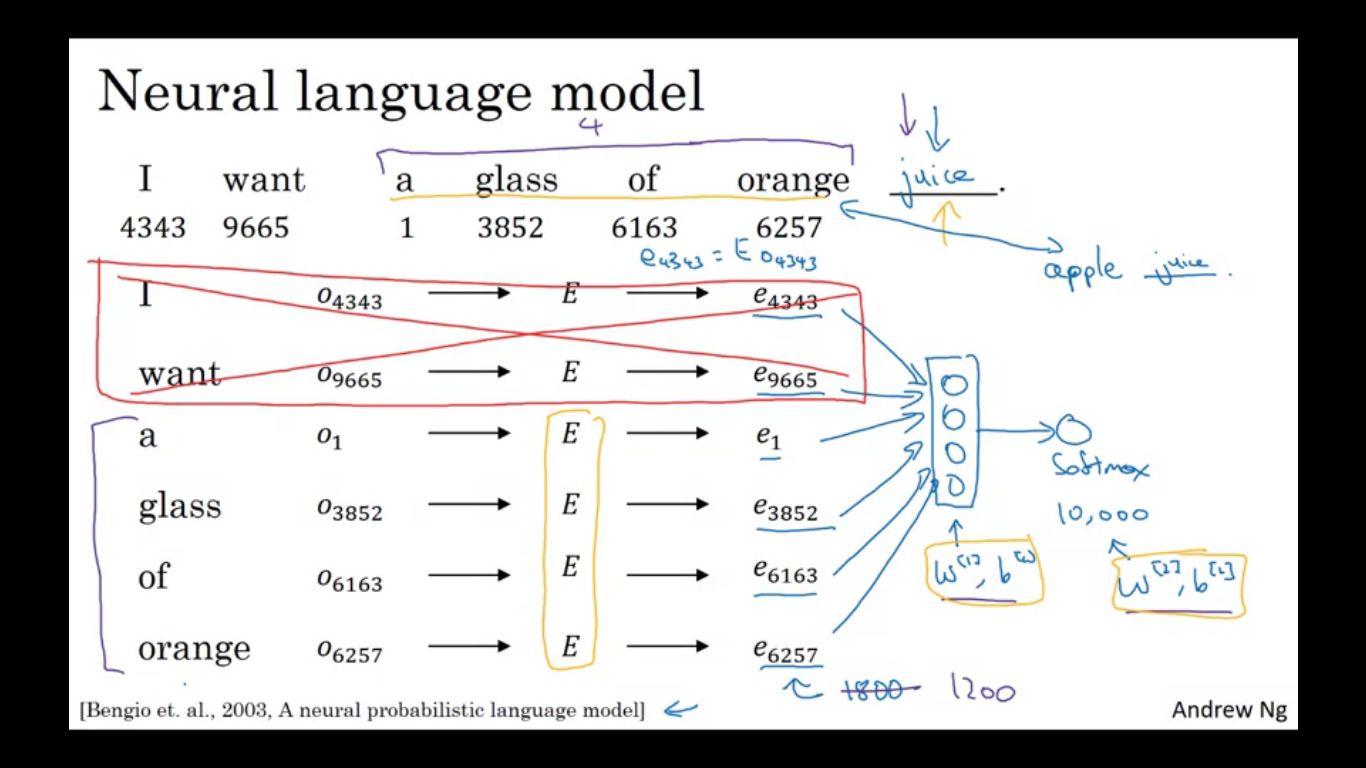 Neural language model
4
I want a glass of orange juice.
4343 9665 1 3852 6163 6257
e4343 = E o4343
apple juice.
I o₄₃₄₃ → E → e₄₃₄₃
want o₉₆₆₅ → E → e₉₆₆₅
a o₁ → E → e₁
glass o₃₈₅₂ → E → e₃₈₅₂
of o₆₁₆₃ → E → e₆₁₆₃
orange o₆₂₅₇ → E → e₆₂₅₇
Softmax
10,000
W[1], b[1]
W[2], b[2]
1800 1200
[Bengio et. al., 2003, A neural probabilistic language model]
Andrew Ng